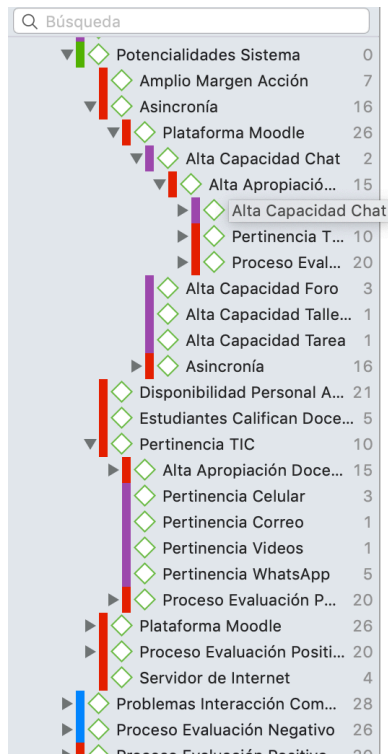 Búsqueda
Potencialidades Sistema 0
Amplio Margen Acción 7
Asincronía 16
Plataforma Moodle 26
Alta Capacidad Chat 2
Alta Apropiació... 15
Alta Capacidad Chat
Pertinencia T... 10
Proceso Eval... 20
Alta Capacidad Foro 3
Alta Capacidad Talle... 1
Alta Capacidad Tarea 1
Asincronía 16
Disponibilidad Personal A... 21
Estudiantes Califican Doce... 5
Pertinencia TIC 10
Alta Apropiación Doce... 15
Pertinencia Celular 3
Pertinencia Correo 1
Pertinencia Videos 1
Pertinencia WhatsApp 5
Proceso Evaluación P... 20
Plataforma Moodle 26
Proceso Evaluación Positi... 20
Servidor de Internet 4
Problemas Interacción Com... 28
Proceso Evaluación Negativo 26